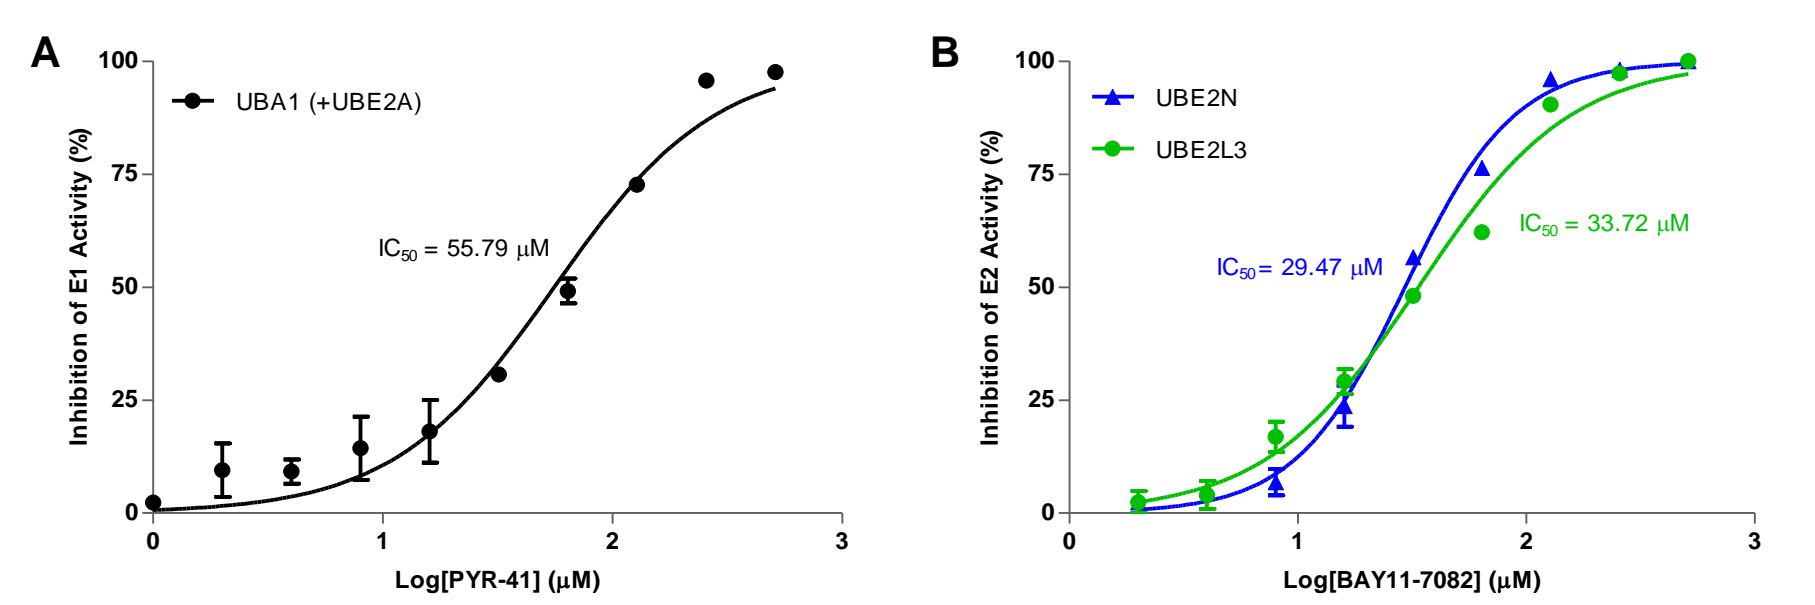 A
Inhibition of E1 Activity (%)
100
75
50
25
0
UBA1 (+UBE2A)
IC50 = 55.79 μM
0 1 2 3
Log[PYR-41] (μM)
B
Inhibition of E2 Activity (%)
100
75
50
25
0
UBE2N
UBE2L3
IC50 = 33.72 μM
IC50= 29.47 μM
0 1 2 3
Log[BAY11-7082] (μM)